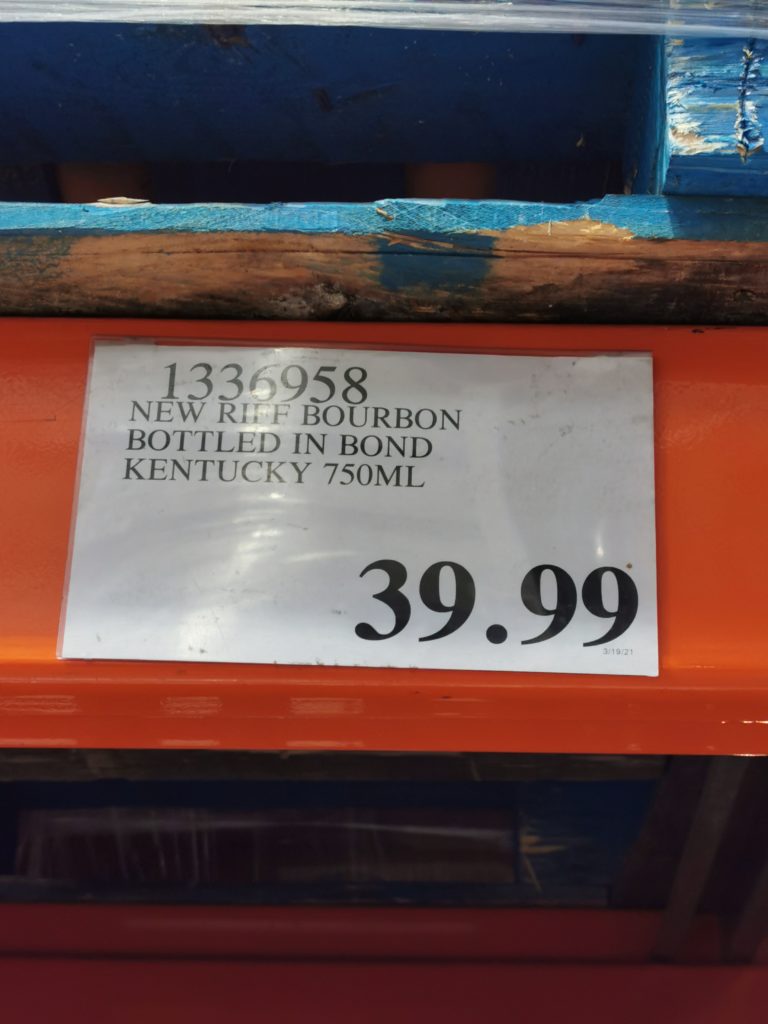 1336958
NEW RIFF BOURBON
BOTTLED IN BOND
KENTUCKY 750ML
39.99
3/19/21